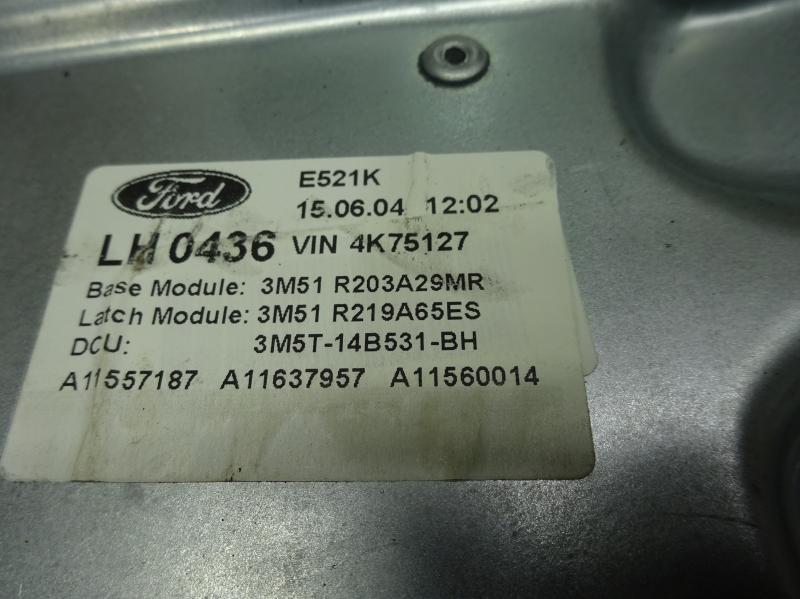 Ford E521K
15.06.04 12:02
LH 0436 VIN 4K75127
Base Module: 3M51 R203A29MR
Latch Module: 3M51 R219A65ES
DCU: 3M5T-14B531-BH
A11557187 A11637957 A11560014